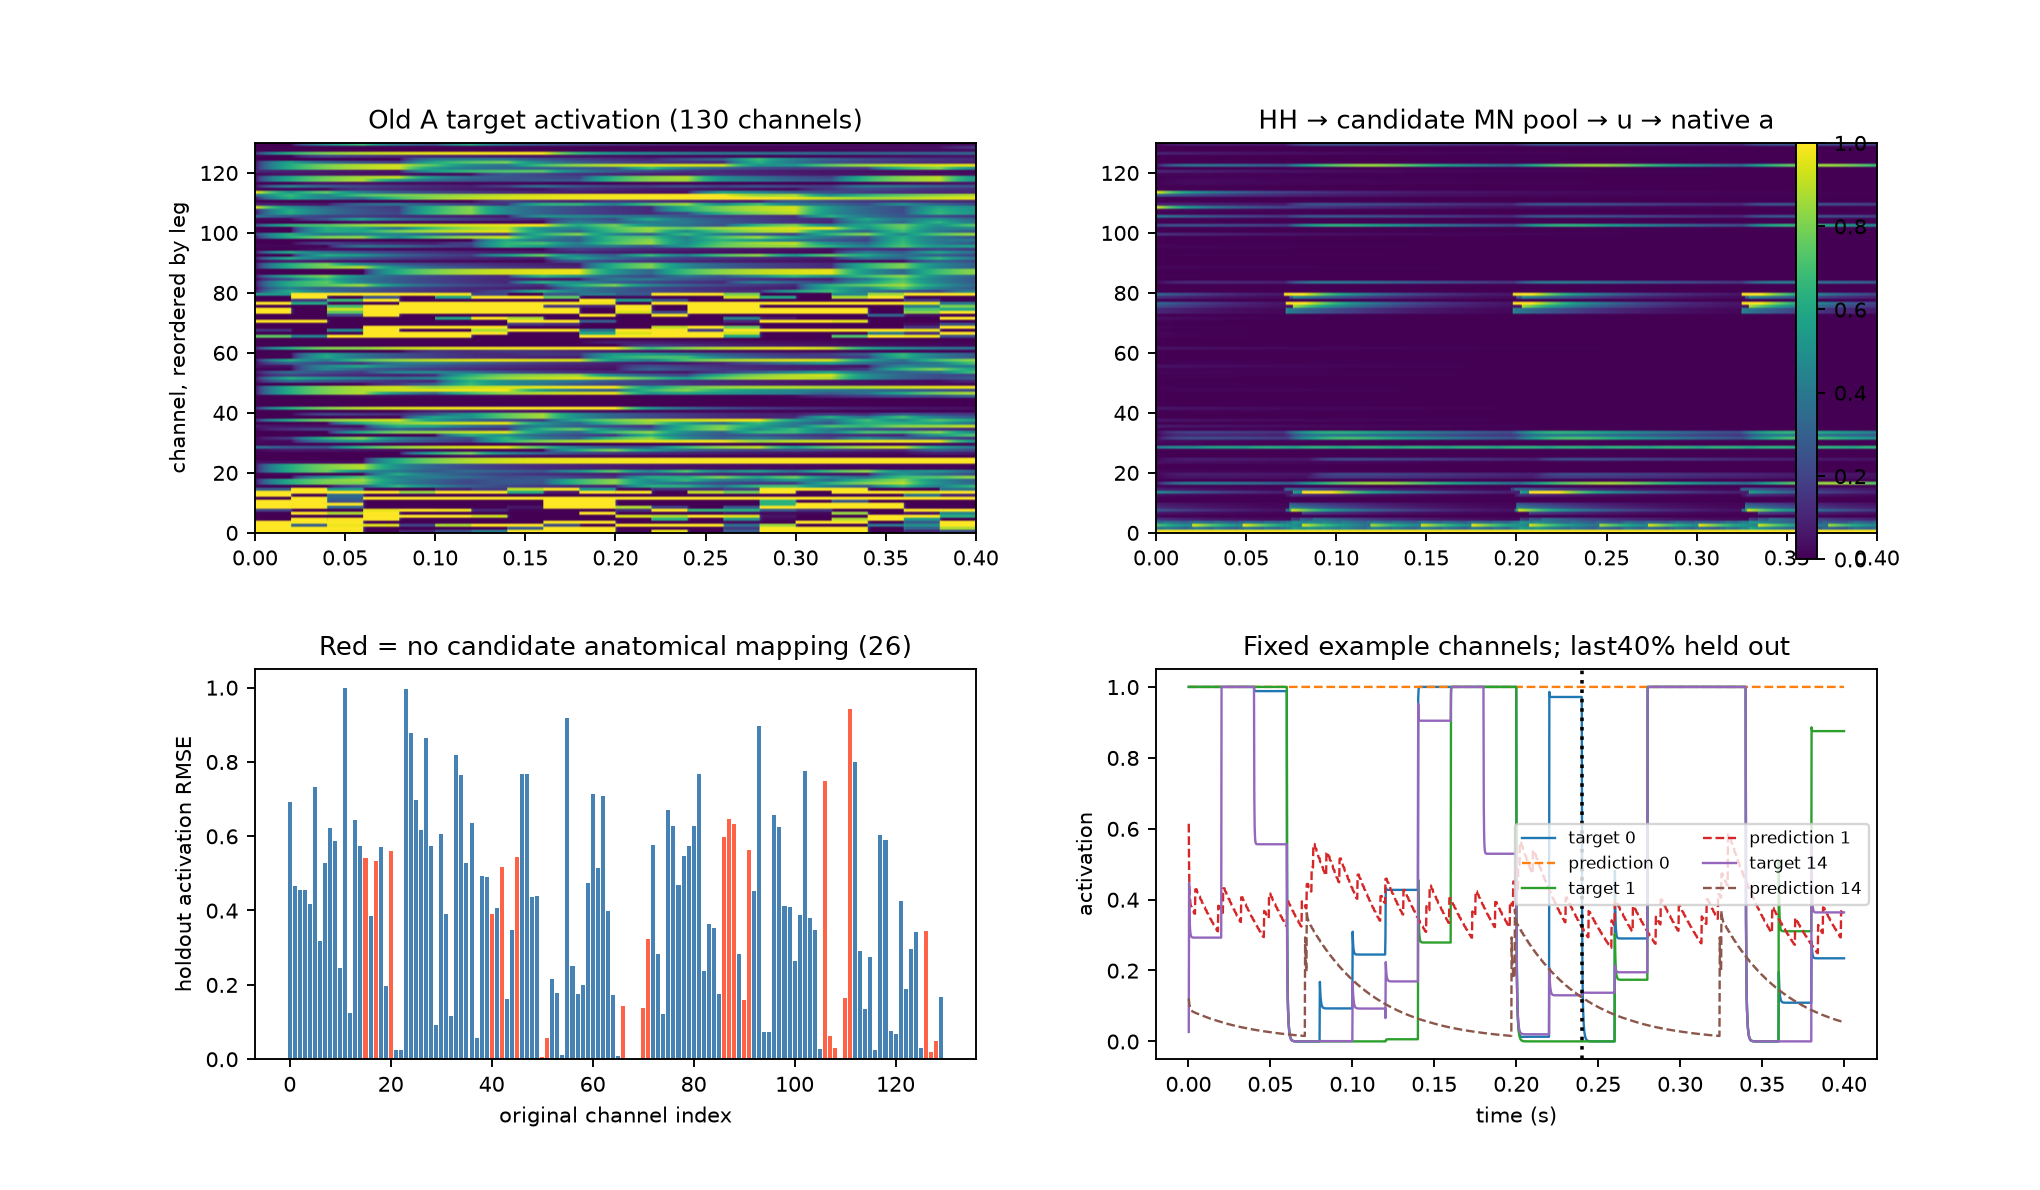 Old A target activation (130 channels)
channel, reordered by leg
120
100
80
60
40
20
0
0.00 0.05 0.10 0.15 0.20 0.25 0.30 0.35 0.40
HH → candidate MN pool → u → native a
120
100
80
60
40
20
0
0.00 0.05 0.10 0.15 0.20 0.25 0.30 0.35 0.40
1.0
0.8
0.6
0.4
0.2
0.0
Red = no candidate anatomical mapping (26)
holdout activation RMSE
1.0
0.8
0.6
0.4
0.2
0.0
0 20 40 60 80 100 120
original channel index
Fixed example channels; last40% held out
activation
1.0
0.8
0.6
0.4
0.2
0.0
target 0
prediction 0
target 1
prediction 1
target 14
prediction 14
0.00 0.05 0.10 0.15 0.20 0.25 0.30 0.35 0.40
time (s)